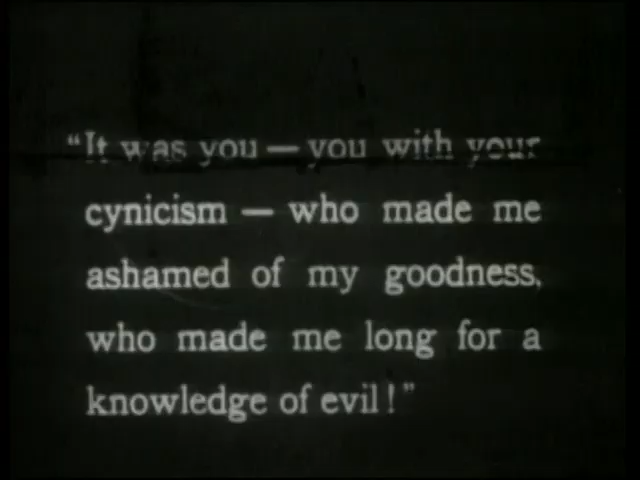 “It was you — you with your
cynicism — who made me
ashamed of my goodness,
who made me long for a
knowledge of evil!”